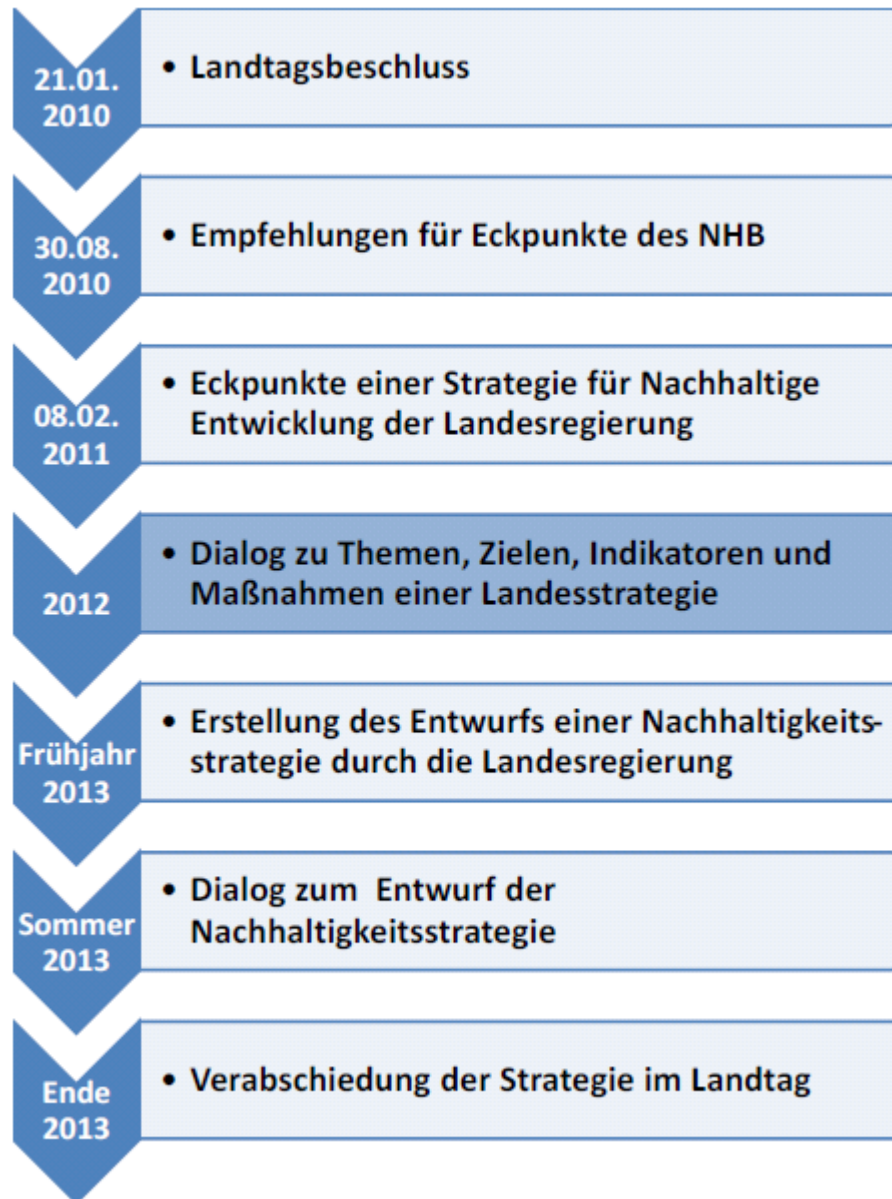 21.01.
2010
• Landtagsbeschluss
30.08.
2010
• Empfehlungen für Eckpunkte des NHB
08.02.
2011
• Eckpunkte einer Strategie für Nachhaltige
Entwicklung der Landesregierung
2012
• Dialog zu Themen, Zielen, Indikatoren und
Maßnahmen einer Landesstrategie
Frühjahr
2013
• Erstellung des Entwurfs einer Nachhaltigkeits-
strategie durch die Landesregierung
Sommer
2013
• Dialog zum  Entwurf der
Nachhaltigkeitsstrategie
Ende
2013
• Verabschiedung der Strategie im Landtag